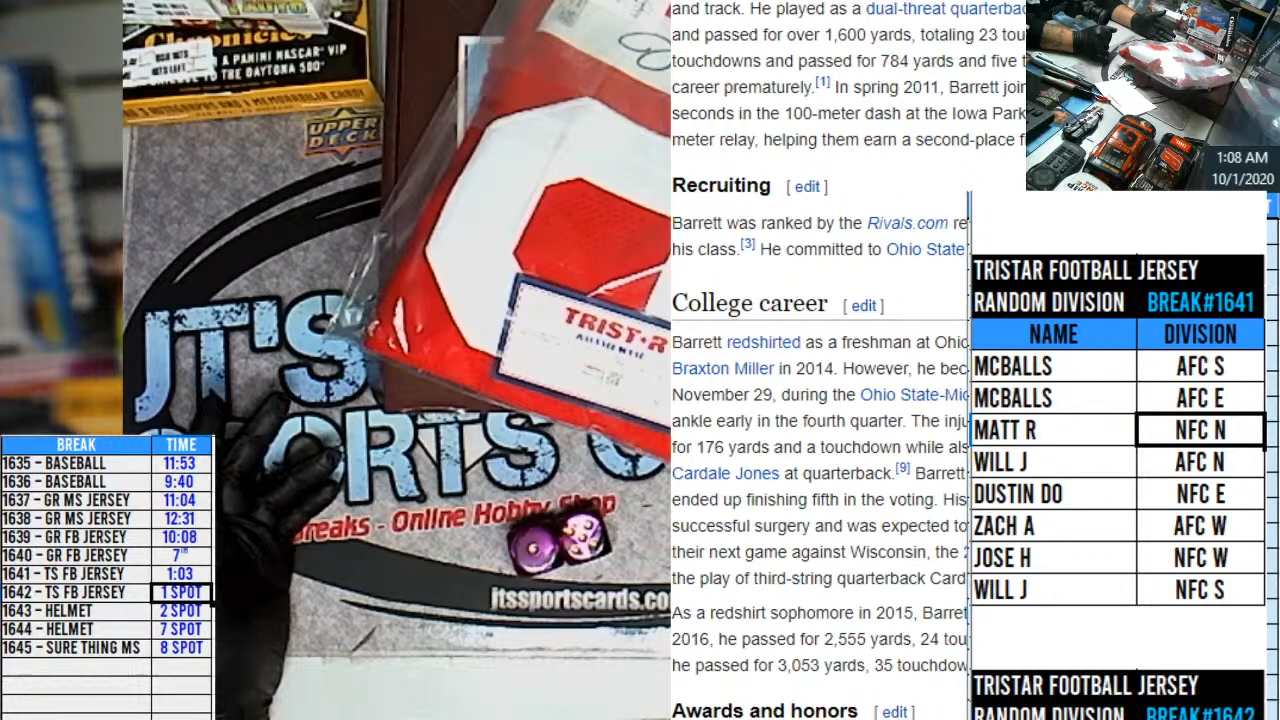 Chronicles
A PANINI NASCAR VIP
TO THE DAYTONA 500
UPPER
DECK
JT'S
SPORTS C
reaks - Online Hobby Shop
jtssportscards.co
TRIST★R
AUTHENTIC
BREAK TIME
1635 - BASEBALL 11:53
1636 - BASEBALL 9:40
1637 - GR MS JERSEY 11:04
1638 - GR MS JERSEY 12:31
1639 - GR FB JERSEY 10:08
1640 - GR FB JERSEY 7TH
1641 - TS FB JERSEY 1:03
1642 - TS FB JERSEY 1 SPOT
1643 - HELMET 2 SPOT
1644 - HELMET 7 SPOT
1645 - SURE THING MS 8 SPOT
and track. He played as a dual-threat quarterbac
and passed for over 1,600 yards, totaling 23 tou
touchdowns and passed for 784 yards and five t
career prematurely.[1] In spring 2011, Barrett join
seconds in the 100-meter dash at the Iowa Park
meter relay, helping them earn a second-place f
Recruiting [ edit ]
Barrett was ranked by the Rivals.com re
his class.[3] He committed to Ohio State
College career [ edit ]
Barrett redshirted as a freshman at Ohio
Braxton Miller in 2014. However, he bec
November 29, during the Ohio State-Mic
ankle early in the fourth quarter. The inju
for 176 yards and a touchdown while als
Cardale Jones at quarterback.[9] Barrett
ended up finishing fifth in the voting. His
successful surgery and was expected to
their next game against Wisconsin, the 2
the play of third-string quarterback Card
As a redshirt sophomore in 2015, Barret
2016, he passed for 2,555 yards, 24 tou
he passed for 3,053 yards, 35 touchdow
Awards and honors [ edit ]
1:08 AM
10/1/2020
TRISTAR FOOTBALL JERSEY
RANDOM DIVISION BREAK#1641
NAME DIVISION
MCBALLS AFC S
MCBALLS AFC E
MATT R NFC N
WILL J AFC N
DUSTIN DO NFC E
ZACH A AFC W
JOSE H NFC W
WILL J NFC S
TRISTAR FOOTBALL JERSEY
RANDOM DIVISION BREAK#1642